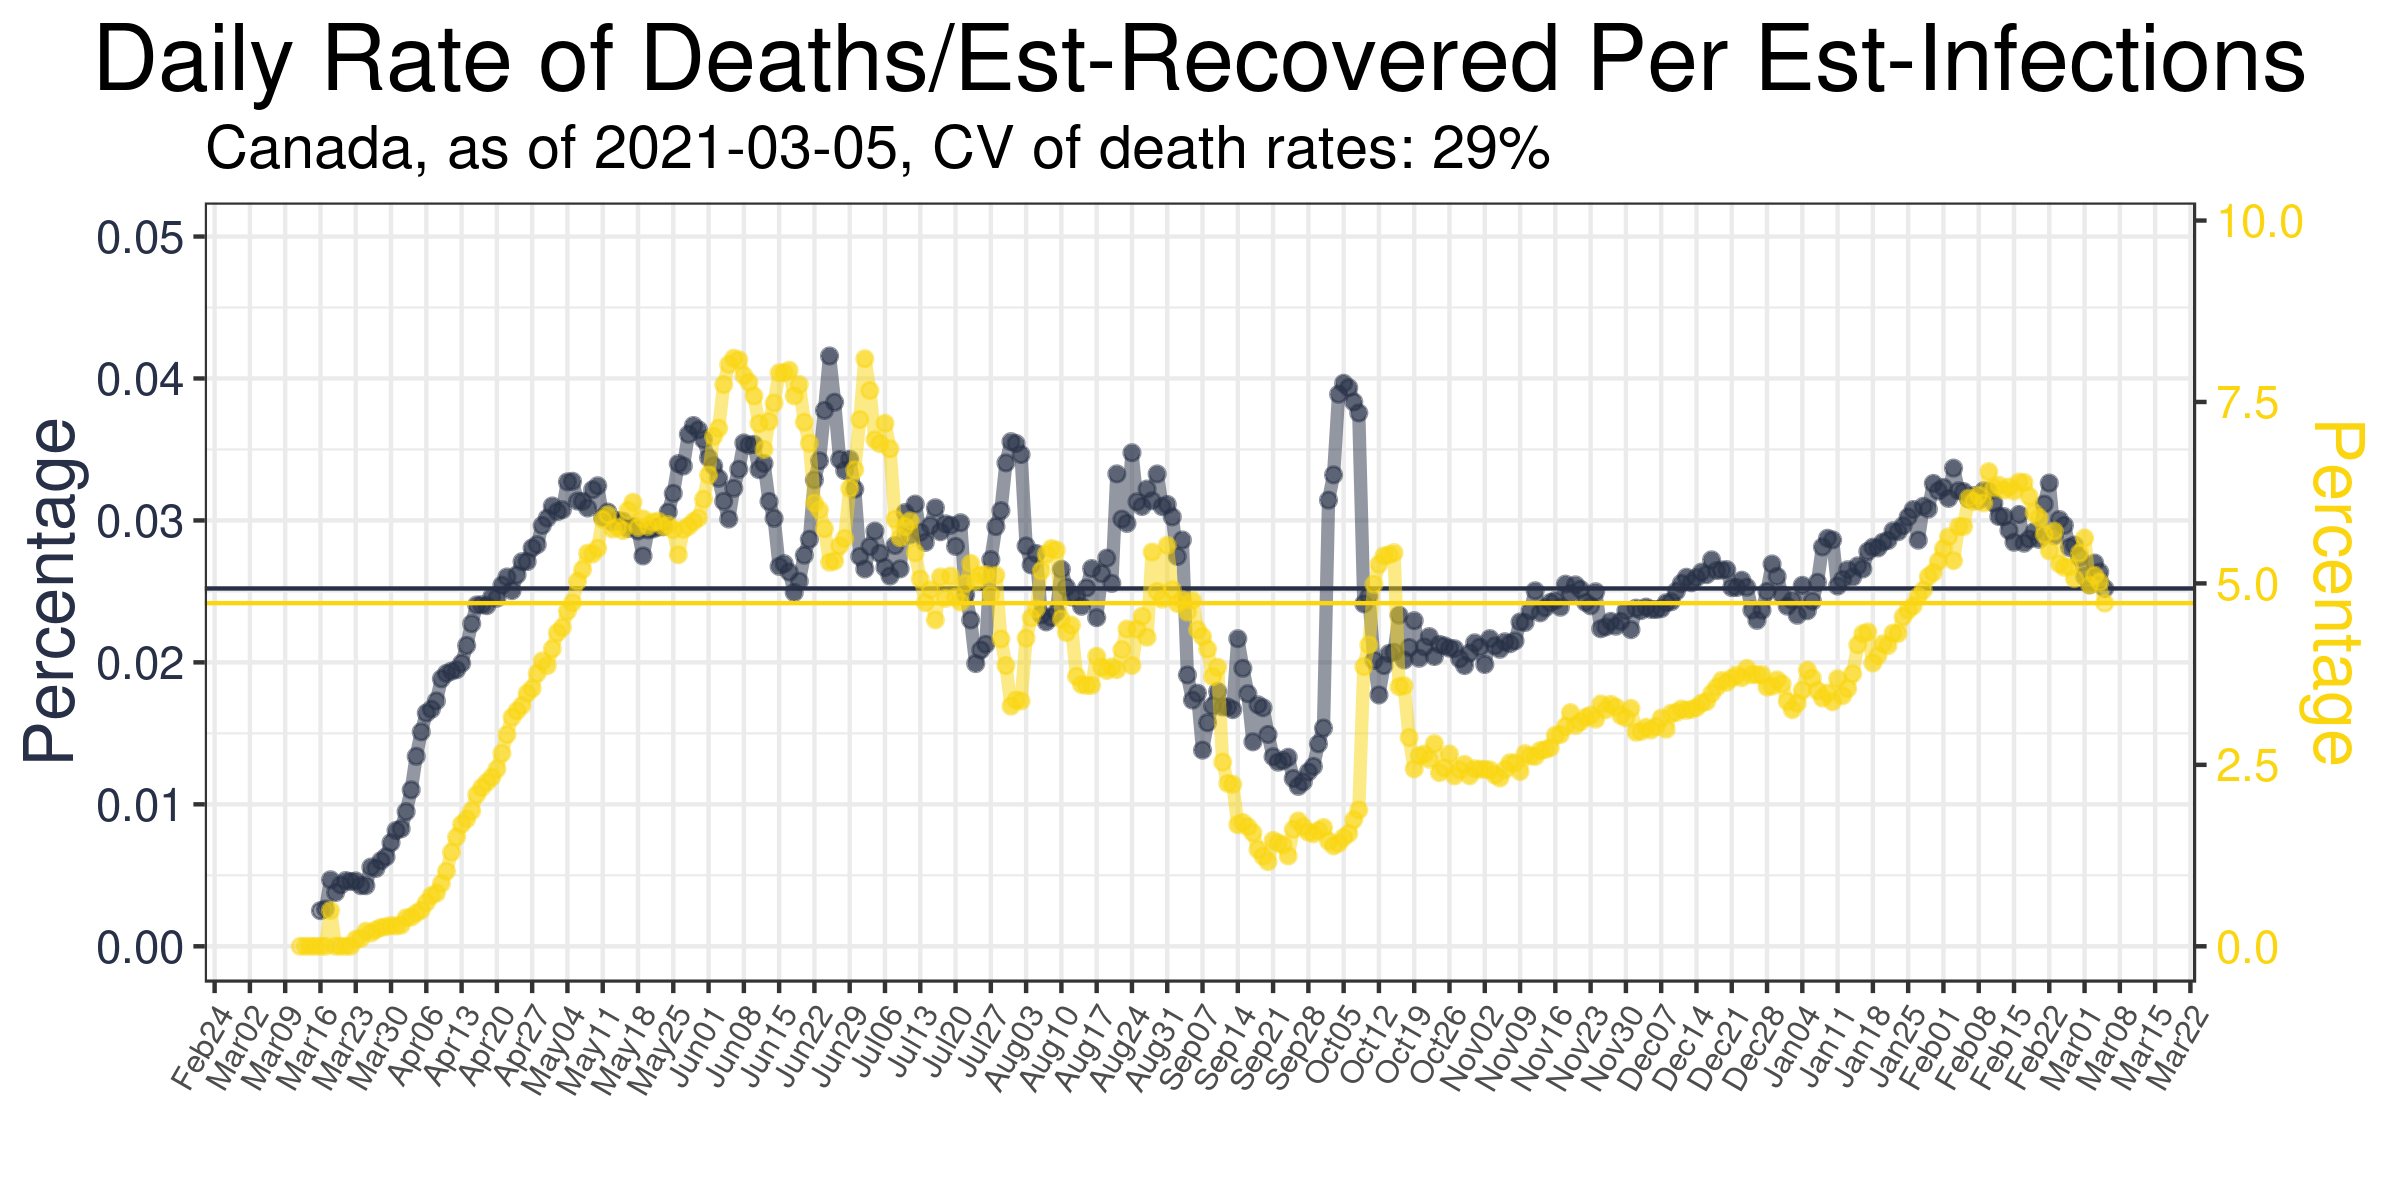 Daily Rate of Deaths/Est-Recovered Per Est-Infections
Canada, as of 2021-03-05, CV of death rates: 29%
Percentage
0.05
0.04
0.03
0.02
0.01
0.00
10.0
7.5
5.0
2.5
0.0
Percentage
Feb24
Mar02
Mar09
Mar16
Mar23
Mar30
Apr06
Apr13
Apr20
Apr27
May04
May11
May18
May25
Jun01
Jun08
Jun15
Jun22
Jun29
Jul06
Jul13
Jul20
Jul27
Aug03
Aug10
Aug17
Aug24
Aug31
Sep07
Sep14
Sep21
Sep28
Oct05
Oct12
Oct19
Oct26
Nov02
Nov09
Nov16
Nov23
Nov30
Dec07
Dec14
Dec21
Dec28
Jan04
Jan11
Jan18
Jan25
Feb01
Feb08
Feb15
Feb22
Mar01
Mar08
Mar15
Mar22